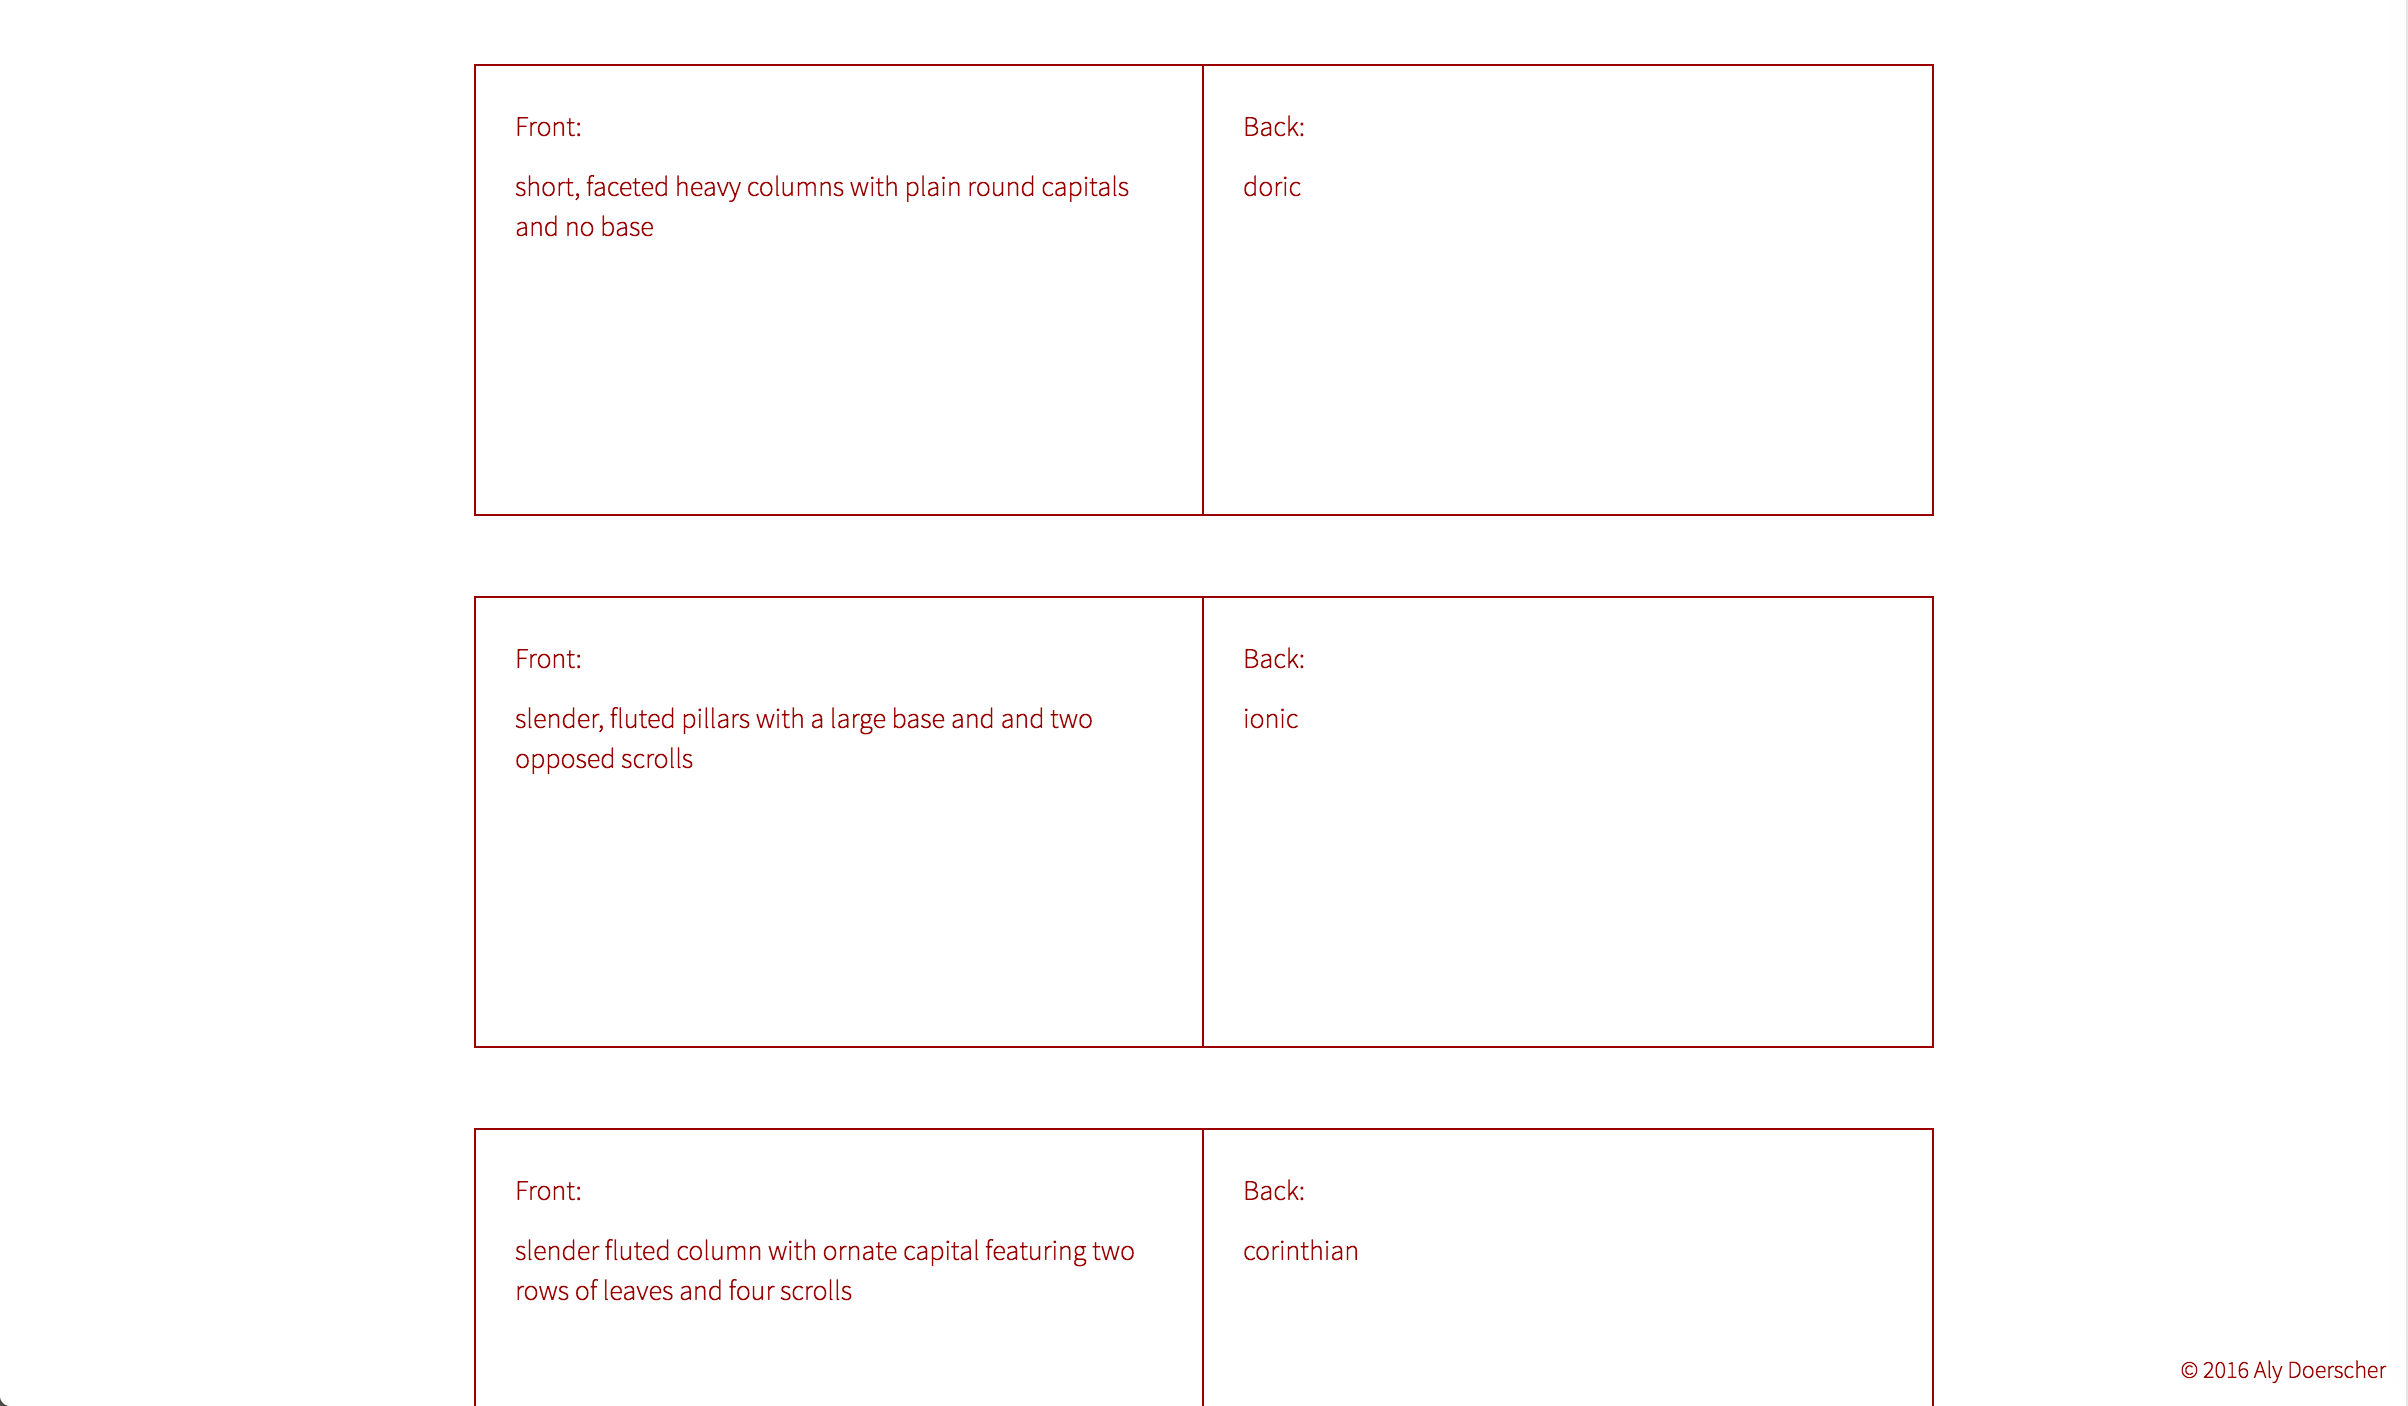 Front:
short, faceted heavy columns with plain round capitals
and no base
Back:
doric
Front:
slender, fluted pillars with a large base and and two
opposed scrolls
Back:
ionic
Front:
slender fluted column with ornate capital featuring two
rows of leaves and four scrolls
Back:
corinthian
© 2016 Aly Doerscher